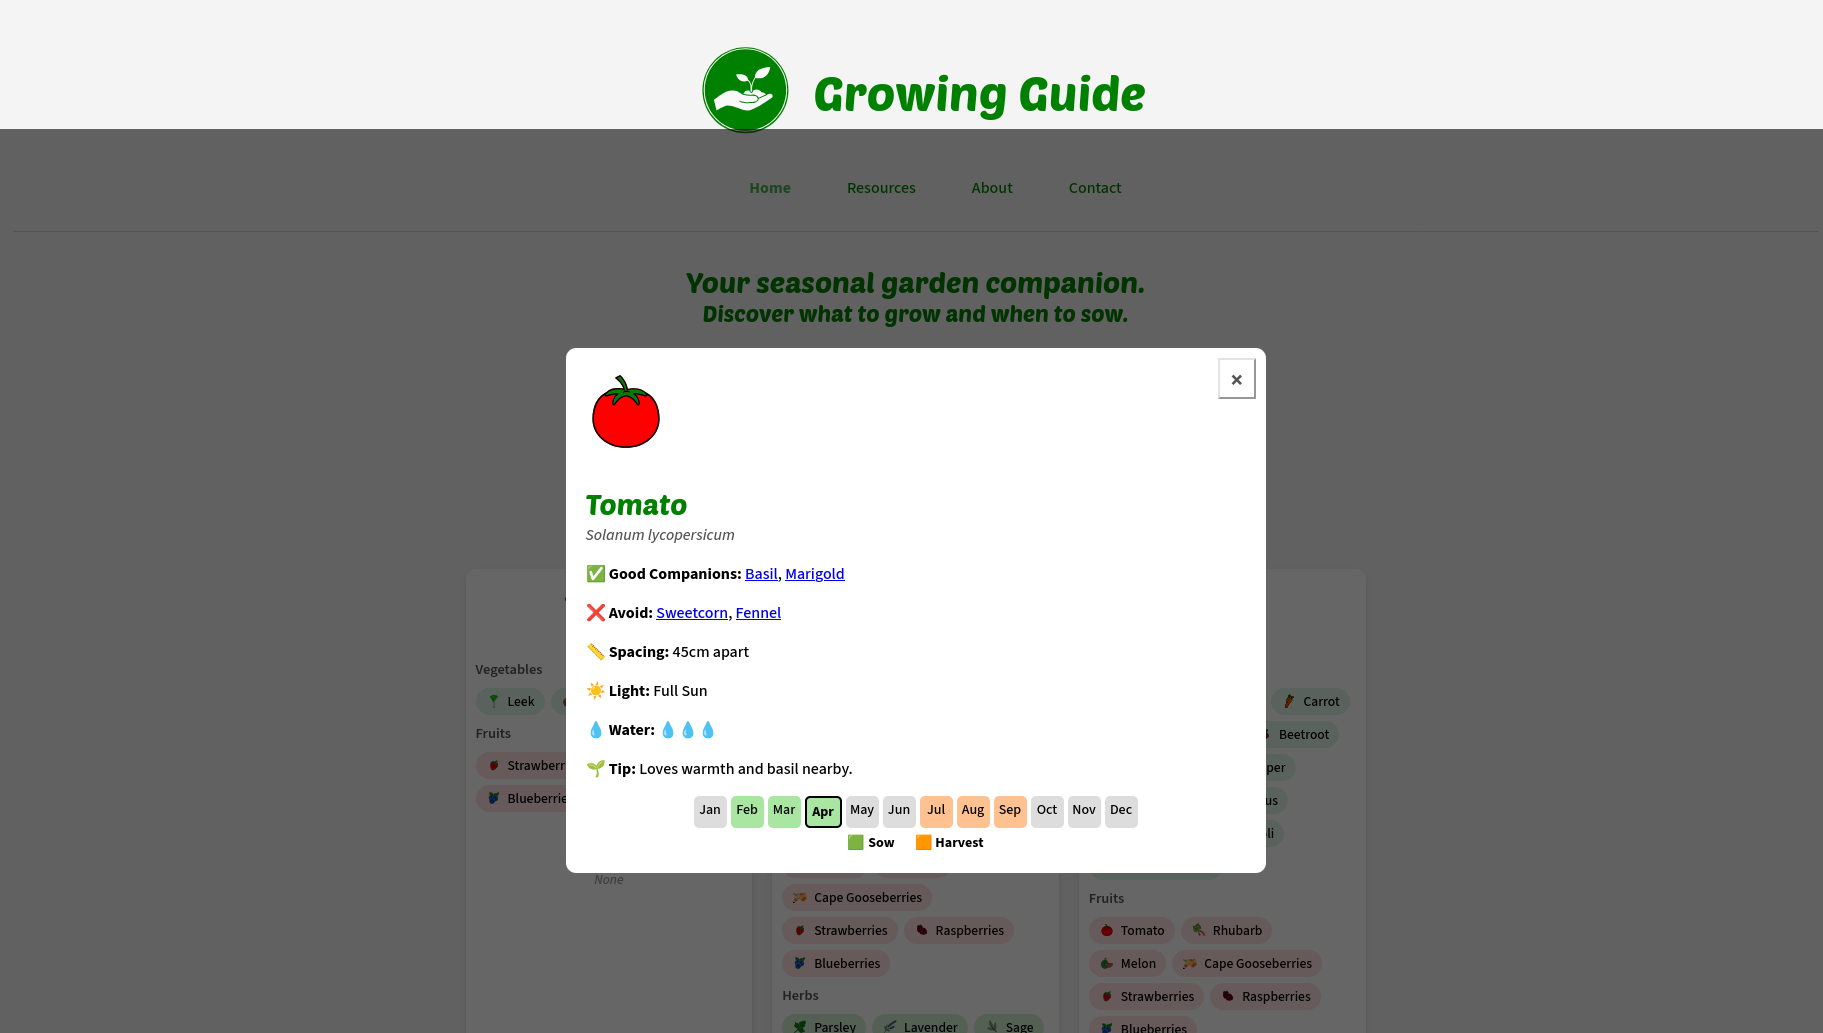 Growing Guide
Home Resources About Contact
Your seasonal garden companion.
Discover what to grow and when to sow.
×
Tomato
Solanum lycopersicum
✅ Good Companions: Basil, Marigold
❌ Avoid: Sweetcorn, Fennel
📏 Spacing: 45cm apart
☀️ Light: Full Sun
💧 Water: 💧💧💧
🌱 Tip: Loves warmth and basil nearby.
Jan Feb Mar Apr May Jun Jul Aug Sep Oct Nov Dec
🟩 Sow 🟧 Harvest
Vegetables
Leek
Fruits
Strawberr
Blueberrie
None
Cape Gooseberries
Strawberries Raspberries
Blueberries
Herbs
Parsley Lavender Sage
Carrot
Beetroot
per
us
li
Fruits
Tomato Rhubarb
Melon Cape Gooseberries
Strawberries Raspberries
Blueberries